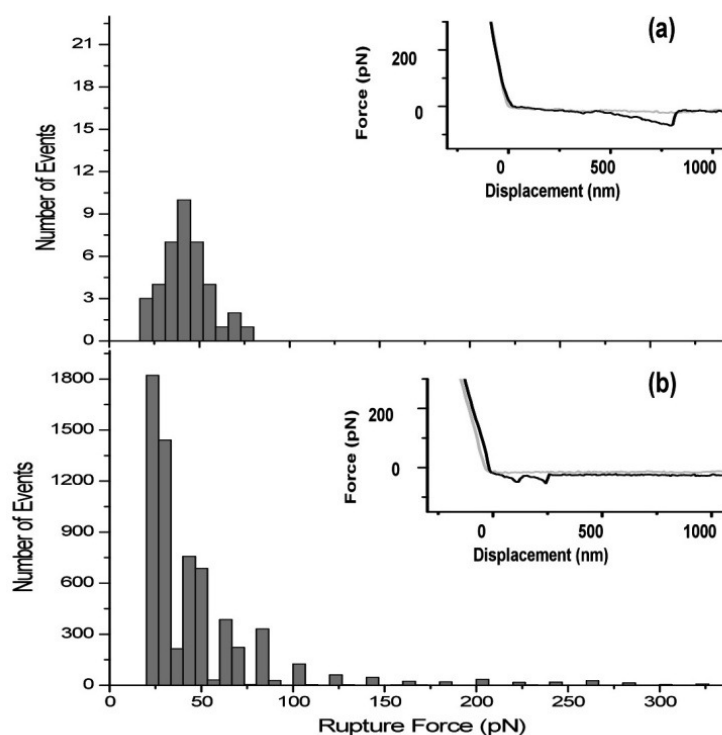 (a)
Number of Events
21
18
15
12
9
6
3
0
Force (pN)
200
0
0 500 1000
Displacement (nm)
(b)
Number of Events
1800
1500
1200
900
600
300
0
Force (pN)
200
0
0 500 1000
Displacement (nm)
0 50 100 150 200 250 300
Rupture Force (pN)